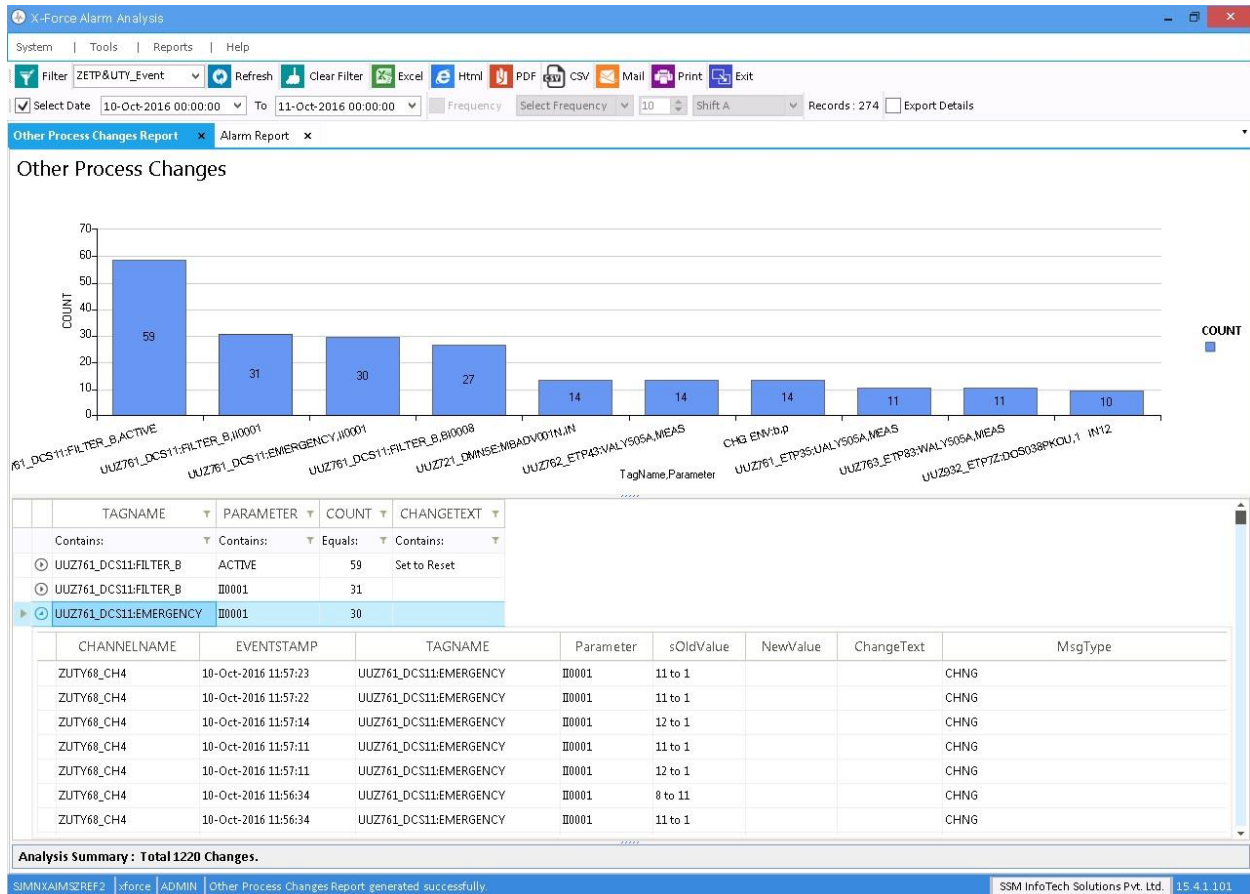 X-Force Alarm Analysis
System | Tools | Reports | Help
Filter ZETP&UTY_Event Refresh Clear Filter Excel Html PDF CSV Mail Print Exit
Select Date 10-Oct-2016 00:00:00 To 11-Oct-2016 00:00:00 Frequency Select Frequency 10 Shift A Records : 274 Export Details
Other Process Changes Report x Alarm Report x
Other Process Changes
COUNT
70
60
50
40
30
20
10
0
59 31 30 27 14 14 14 11 11 10
COUNT
761_DCS11:FILTER_B,ACTIVE
UUZ761_DCS11:FILTER_B,II0001
UUZ761_DCS11:EMERGENCY,II0001
UUZ761_DCS11:FILTER_B,BI0008
UUZ721_DMNSE:MBADV001N,IN
UUZ762_ETP43:VALY505A,MEAS
CHG ENV:b,p
UUZ761_ETP35:UALY505A,MEAS
UUZ763_ETP83:WALY505A,MEAS
UUZ932_ETP7Z:DOS038PKOU,1 IN12
TagName,Parameter
TAGNAME PARAMETER COUNT CHANGETEXT
Contains: Contains: Equals: Contains:
UUZ761_DCS11:FILTER_B ACTIVE 59 Set to Reset
UUZ761_DCS11:FILTER_B II0001 31
UUZ761_DCS11:EMERGENCY II0001 30
CHANNELNAME EVENTSTAMP TAGNAME Parameter sOldValue NewValue ChangeText MsgType
ZUTY68_CH4 10-Oct-2016 11:57:23 UUZ761_DCS11:EMERGENCY II0001 11 to 1 CHNG
ZUTY68_CH4 10-Oct-2016 11:57:22 UUZ761_DCS11:EMERGENCY II0001 11 to 1 CHNG
ZUTY68_CH4 10-Oct-2016 11:57:14 UUZ761_DCS11:EMERGENCY II0001 12 to 1 CHNG
ZUTY68_CH4 10-Oct-2016 11:57:11 UUZ761_DCS11:EMERGENCY II0001 11 to 1 CHNG
ZUTY68_CH4 10-Oct-2016 11:57:11 UUZ761_DCS11:EMERGENCY II0001 12 to 1 CHNG
ZUTY68_CH4 10-Oct-2016 11:56:34 UUZ761_DCS11:EMERGENCY II0001 8 to 11 CHNG
ZUTY68_CH4 10-Oct-2016 11:56:34 UUZ761_DCS11:EMERGENCY II0001 11 to 1 CHNG
Analysis Summary : Total 1220 Changes.
SJMNXAIMSZREF2 xforce ADMIN Other Process Changes Report generated successfully. SSM InfoTech Solutions Pvt. Ltd. 15.4.1.101